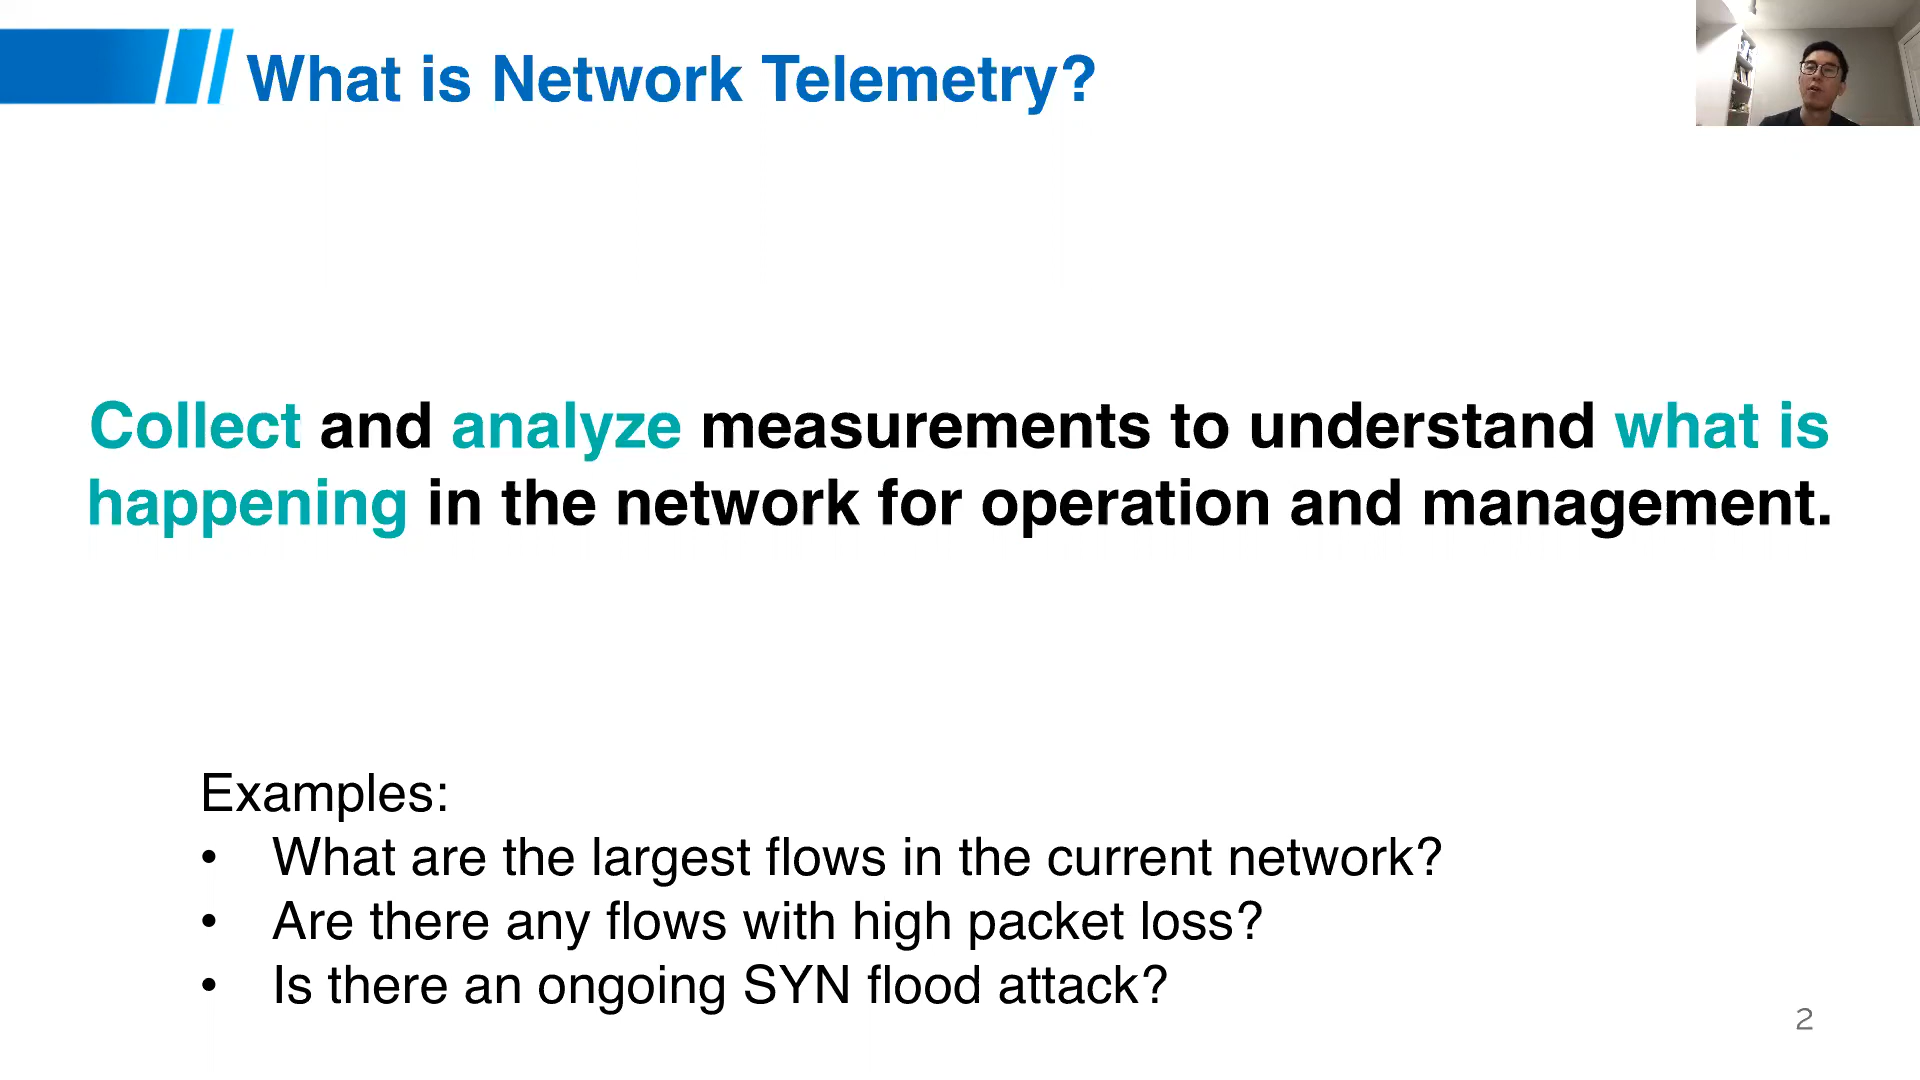 What is Network Telemetry?
Collect and analyze measurements to understand what is
happening in the network for operation and management.
Examples:
• What are the largest flows in the current network?
• Are there any flows with high packet loss?
• Is there an ongoing SYN flood attack?
2